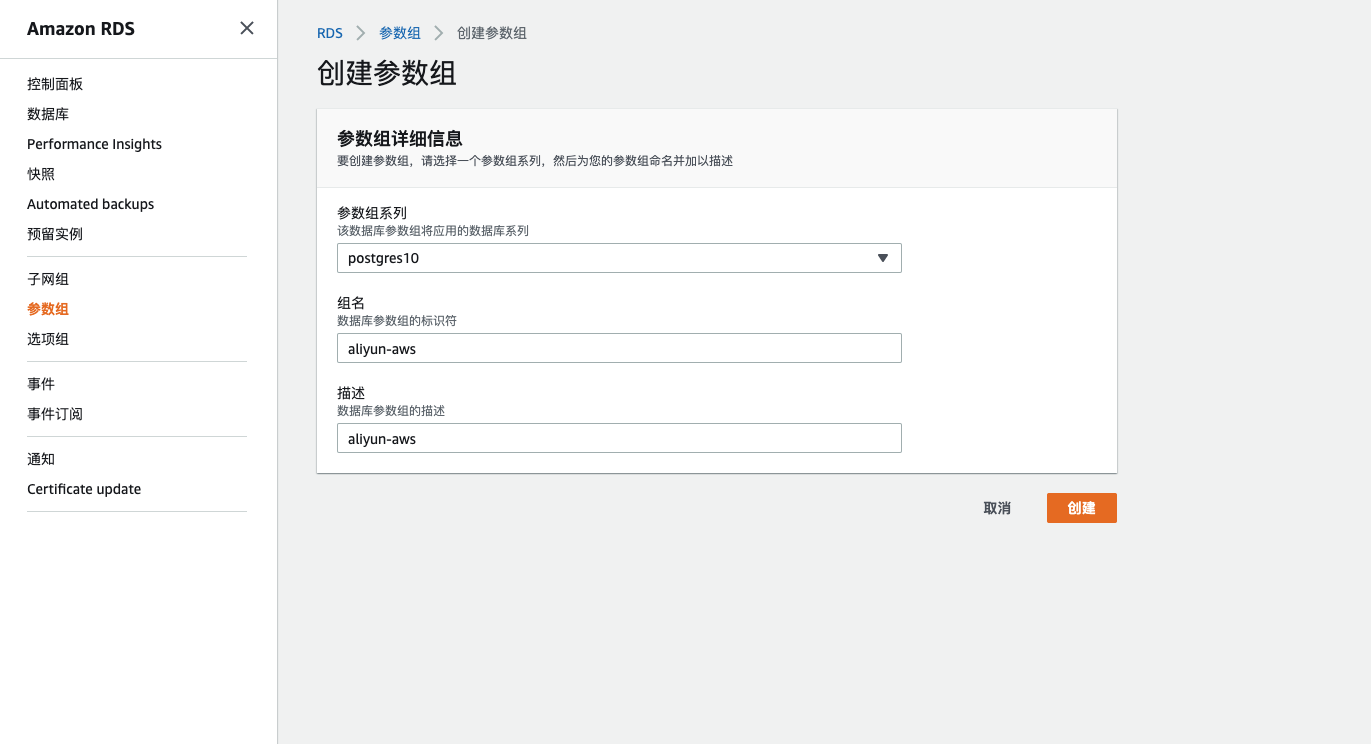 Amazon RDS
控制面板
数据库
Performance Insights
快照
Automated backups
预留实例
子网组
参数组
选项组
事件
事件订阅
通知
Certificate update
RDS
参数组
创建参数组
创建参数组
参数组详细信息
要创建参数组，请选择一个参数组系列，然后为您的参数组命名并加以描述
参数组系列
该数据库参数组将应用的数据库系列
postgres10
组名
数据库参数组的标识符
aliyun-aws
描述
数据库参数组的描述
aliyun-aws
取消
创建